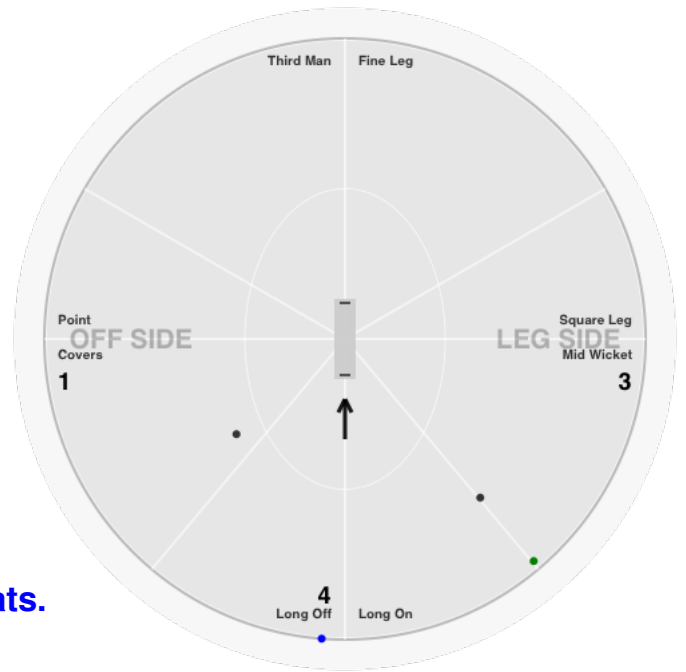 Third Man
Fine Leg
Point
Square Leg
OFF SIDE
LEG SIDE
Covers
Mid Wicket
1
3
4
Long Off
Long On